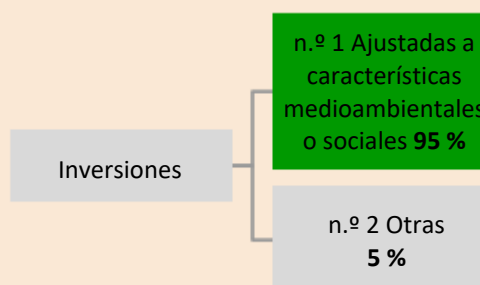 n.º 1 Ajustadas a
características
medioambientales
o sociales 95 %
Inversiones
n.º 2 Otras
5 %